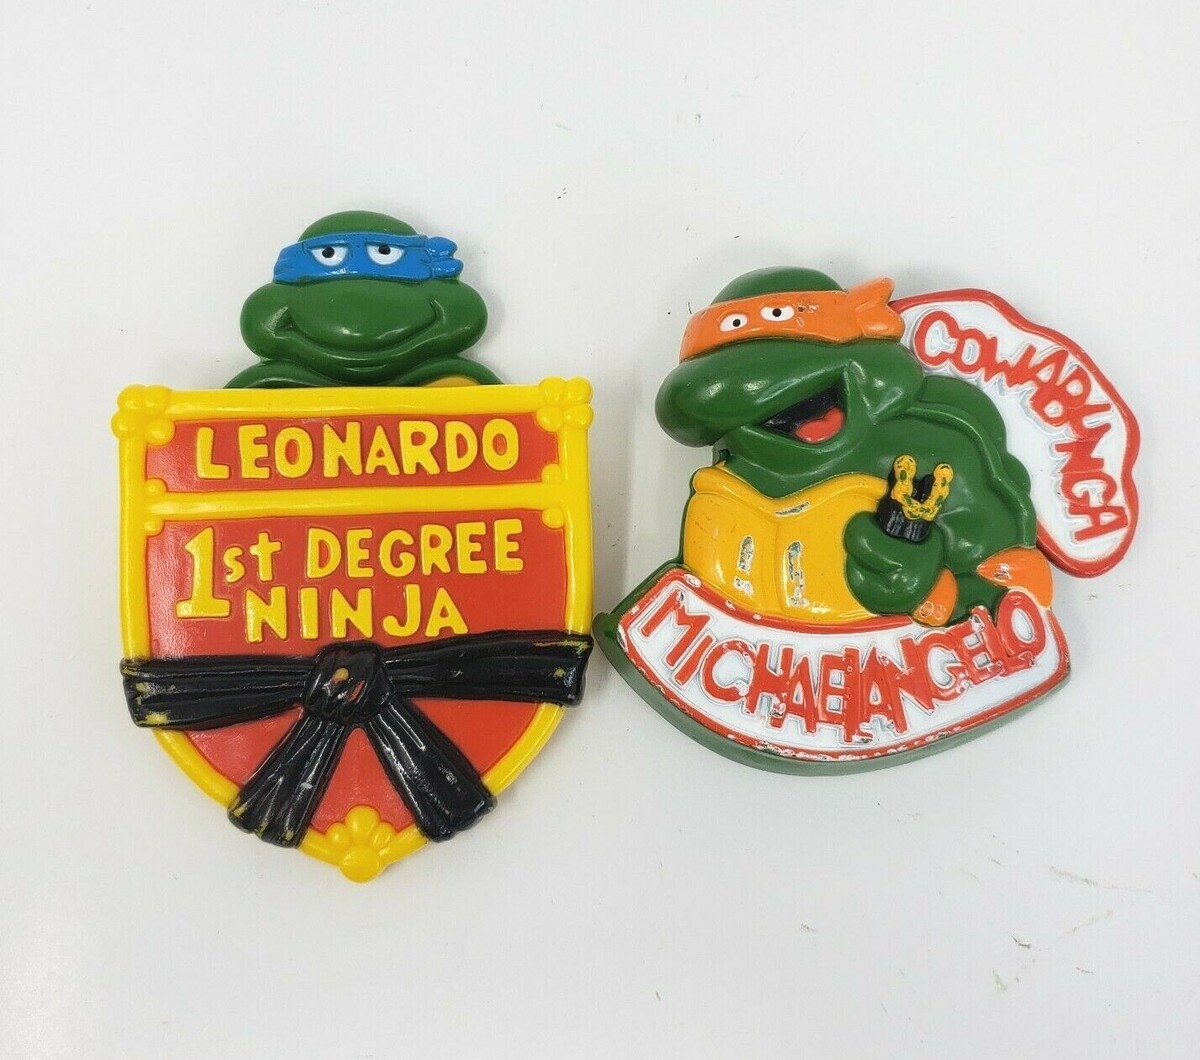 LEONARDO
1st DEGREE
NINJA
COWABUNGA
MICHAELANGELO